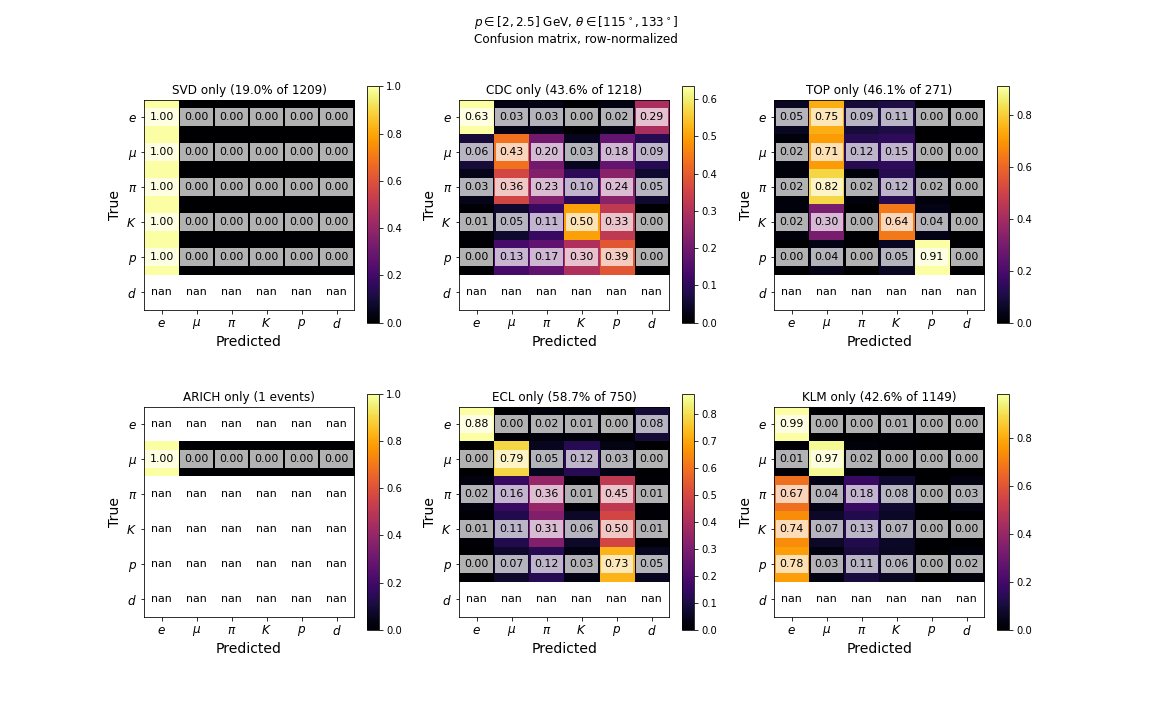 p ∈ [2, 2.5] GeV, θ ∈ [115°, 133°]
Confusion matrix, row-normalized
SVD only (19.0% of 1209)
True
e 1.00 0.00 0.00 0.00 0.00 0.00
μ 1.00 0.00 0.00 0.00 0.00 0.00
π 1.00 0.00 0.00 0.00 0.00 0.00
K 1.00 0.00 0.00 0.00 0.00 0.00
p 1.00 0.00 0.00 0.00 0.00 0.00
d nan nan nan nan nan nan
e μ π K p d
Predicted
1.0
0.8
0.6
0.4
0.2
0.0
CDC only (43.6% of 1218)
True
e 0.63 0.03 0.03 0.00 0.02 0.29
μ 0.06 0.43 0.20 0.03 0.18 0.09
π 0.03 0.36 0.23 0.10 0.24 0.05
K 0.01 0.05 0.11 0.50 0.33 0.00
p 0.00 0.13 0.17 0.30 0.39 0.00
d nan nan nan nan nan nan
e μ π K p d
Predicted
0.6
0.5
0.4
0.3
0.2
0.1
0.0
TOP only (46.1% of 271)
True
e 0.05 0.75 0.09 0.11 0.00 0.00
μ 0.02 0.71 0.12 0.15 0.00 0.00
π 0.02 0.82 0.02 0.12 0.02 0.00
K 0.02 0.30 0.00 0.64 0.04 0.00
p 0.00 0.04 0.00 0.05 0.91 0.00
d nan nan nan nan nan nan
e μ π K p d
Predicted
0.8
0.6
0.4
0.2
0.0
ARICH only (1 events)
True
e nan nan nan nan nan nan
μ 1.00 0.00 0.00 0.00 0.00 0.00
π nan nan nan nan nan nan
K nan nan nan nan nan nan
p nan nan nan nan nan nan
d nan nan nan nan nan nan
e μ π K p d
Predicted
1.0
0.8
0.6
0.4
0.2
0.0
ECL only (58.7% of 750)
True
e 0.88 0.00 0.02 0.01 0.00 0.08
μ 0.00 0.79 0.05 0.12 0.03 0.00
π 0.02 0.16 0.36 0.01 0.45 0.01
K 0.01 0.11 0.31 0.06 0.50 0.01
p 0.00 0.07 0.12 0.03 0.73 0.05
d nan nan nan nan nan nan
e μ π K p d
Predicted
0.8
0.7
0.6
0.5
0.4
0.3
0.2
0.1
0.0
KLM only (42.6% of 1149)
True
e 0.99 0.00 0.00 0.01 0.00 0.00
μ 0.01 0.97 0.02 0.00 0.00 0.00
π 0.67 0.04 0.18 0.08 0.00 0.03
K 0.74 0.07 0.13 0.07 0.00 0.00
p 0.78 0.03 0.11 0.06 0.00 0.02
d nan nan nan nan nan nan
e μ π K p d
Predicted
0.8
0.6
0.4
0.2
0.0